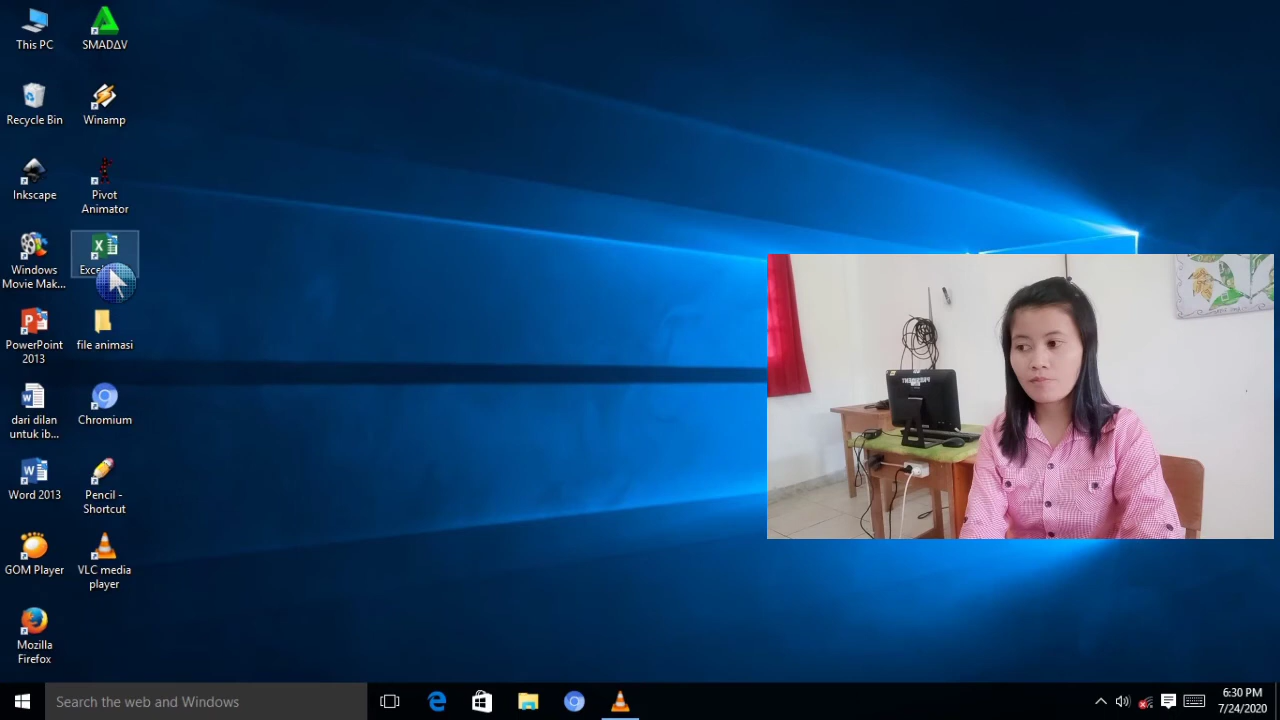 This PC
SMADΔV
Recycle Bin
Winamp
Inkscape
Pivot
Animator
Windows
Movie Mak...
Exce
PowerPoint
2013
file animasi
dari dilan
untuk ib...
Chromium
Word 2013
Pencil -
Shortcut
GOM Player
VLC media
player
Mozilla
Firefox
Search the web and Windows
6:30 PM
7/24/2020